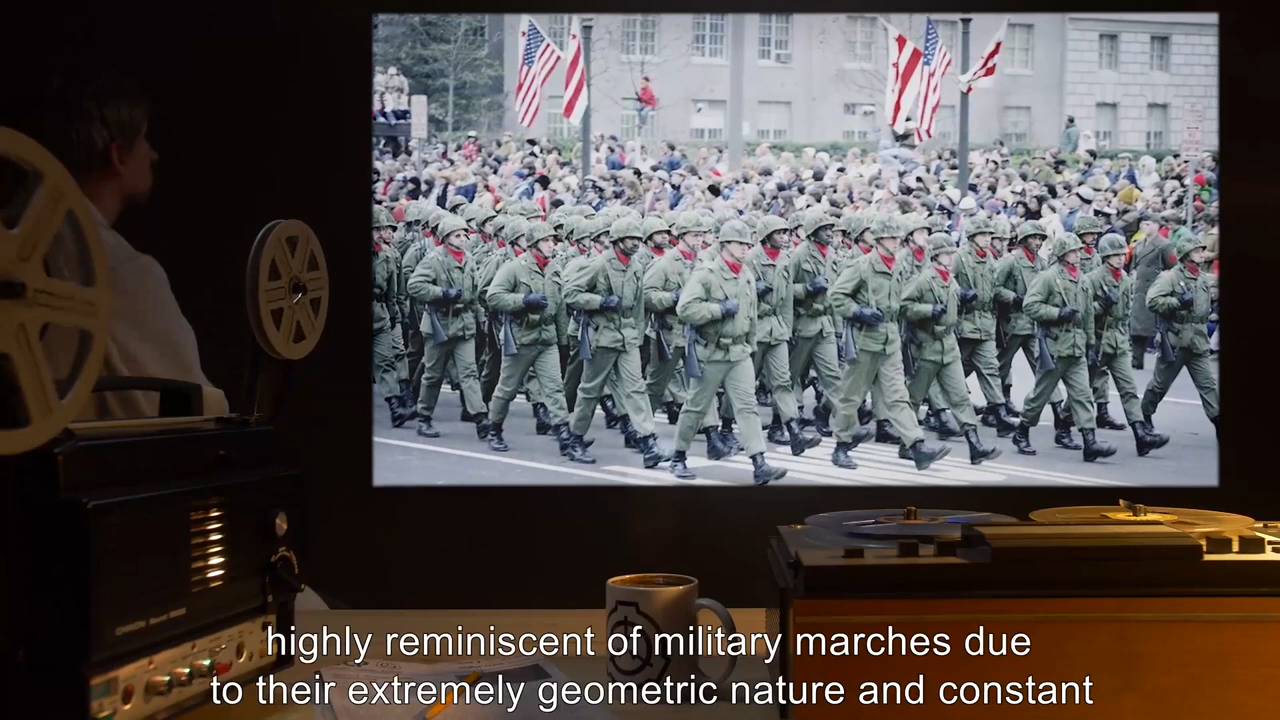 highly reminiscent of military marches due
to their extremely geometric nature and constant